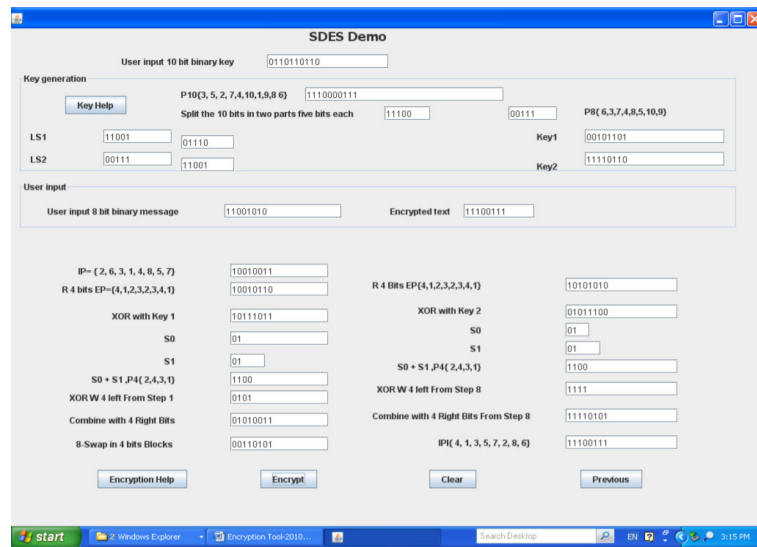 SDES Demo
User input 10 bit binary key 0110110110
Key generation
Key Help P10{3, 5, 2, 7,4,10,1,9,8 6} 1110000111
Split the 10 bits in two parts five bits each 11100 00111 P8{ 6,3,7,4,8,5,10,9}
LS1 11001 01110 Key1 00101101
LS2 00111 11001 Key2 11110110
User input
User input 8 bit binary message 11001010 Encrypted text 11100111
IP= { 2, 6, 3, 1, 4, 8, 5, 7} 10010011
R 4 bits EP={4,1,2,3,2,3,4,1} 10010110 R 4 Bits EP{4,1,2,3,2,3,4,1} 10101010
XOR with Key 1 10111011 XOR with Key 2 01011100
S0 01 S0 01
S1 01 S1 01
S0 + S1 ,P4{ 2,4,3,1} 1100 S0 + S1 ,P4{ 2,4,3,1} 1100
XOR W 4 left From Step 1 0101 XOR W 4 left From Step 8 1111
Combine with 4 Right Bits 01010011 Combine with 4 Right Bits From Step 8 11110101
8-Swap in 4 bits Blocks 00110101 IPI{ 4, 1, 3, 5, 7, 2, 8, 6} 11100111
Encryption Help Encrypt Clear Previous
start 2 Windows Explorer Encryption Tool-2010... Search Desktop EN 3:15 PM